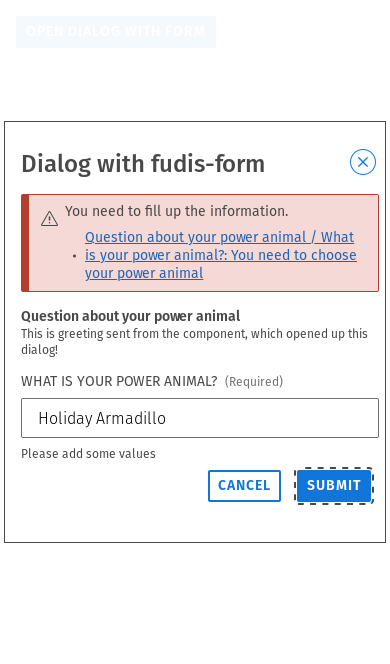 OPEN DIALOG WITH FORM
Dialog with fudis-form
You need to fill up the information.
• Question about your power animal / What
is your power animal?: You need to choose
your power animal
Question about your power animal
This is greeting sent from the component, which opened up this
dialog!
WHAT IS YOUR POWER ANIMAL? (Required)
Holiday Armadillo
Please add some values
CANCEL SUBMIT